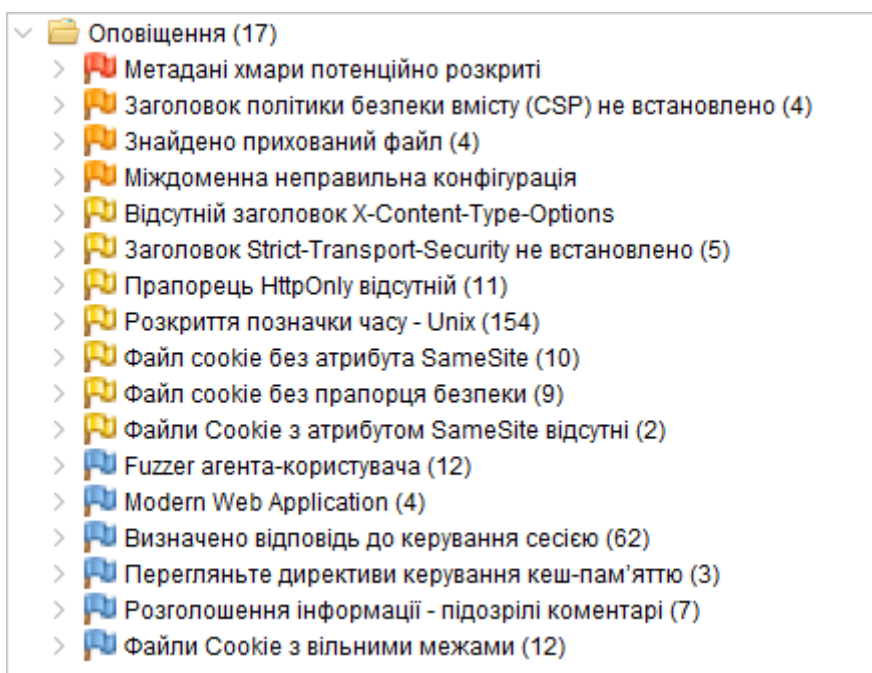 Оповіщення (17)
Метадані хмари потенційно розкриті
Заголовок політики безпеки вмісту (CSP) не встановлено (4)
Знайдено прихований файл (4)
Міждоменна неправильна конфігурація
Відсутній заголовок X-Content-Type-Options
Заголовок Strict-Transport-Security не встановлено (5)
Прапорець HttpOnly відсутній (11)
Розкриття позначки часу - Unix (154)
Файл cookie без атрибута SameSite (10)
Файл cookie без прапорця безпеки (9)
Файли Cookie з атрибутом SameSite відсутні (2)
Fuzzer агента-користувача (12)
Modern Web Application (4)
Визначено відповідь до керування сесією (62)
Перегляньте директиви керування кеш-пам’яттю (3)
Розголошення інформації - підозрілі коментарі (7)
Файли Cookie з вільними межами (12)